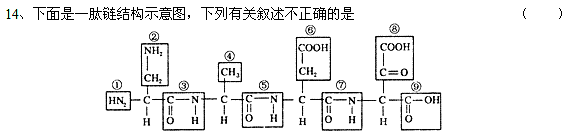 14、下面是一肽链结构示意图，下列有关叙述不正确的是 （ ）
② ⑥ ⑧
NH₂ COOH COOH
① CH₂ ③ ④ CH₃ ⑤ CH₂ ⑦ C=O ⑨
HN₂ C C N C C N C C N C C OH
H O H H O H H O H H O